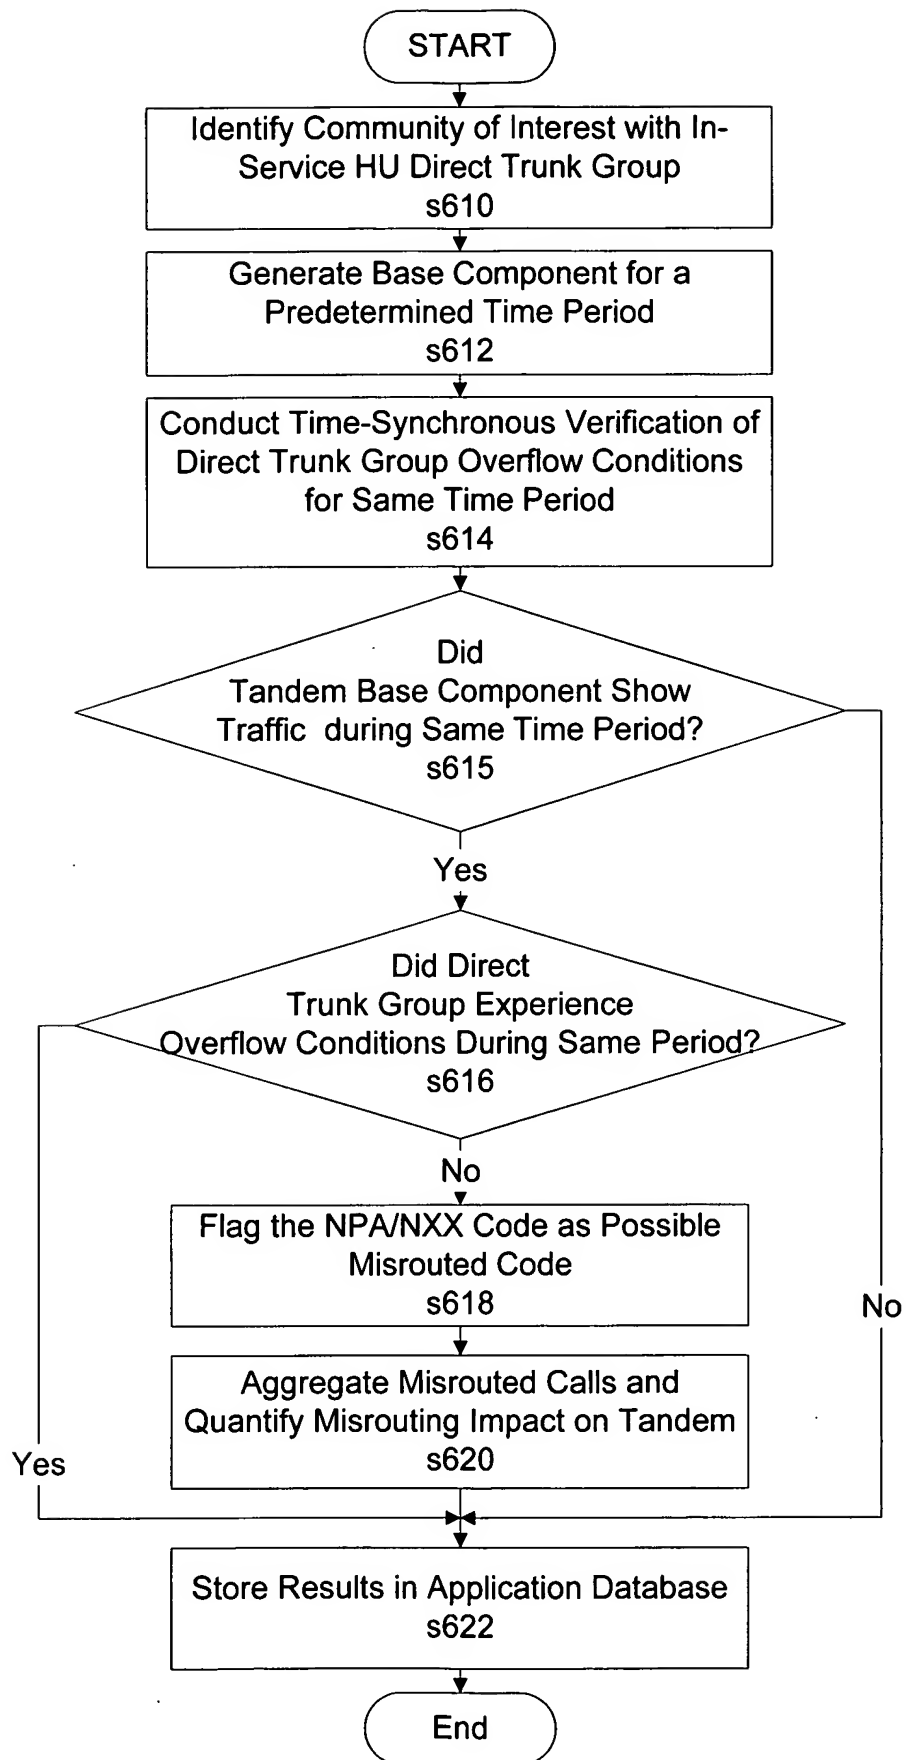 START
Identify Community of Interest with In-
Service HU Direct Trunk Group
s610
Generate Base Component for a
Predetermined Time Period
s612
Conduct Time-Synchronous Verification of
Direct Trunk Group Overflow Conditions
for Same Time Period
s614
Did
Tandem Base Component Show
Traffic during Same Time Period?
s615
Yes
Did Direct
Trunk Group Experience
Overflow Conditions During Same Period?
s616
No
Flag the NPA/NXX Code as Possible
Misrouted Code
s618
No
Aggregate Misrouted Calls and
Quantify Misrouting Impact on Tandem
s620
Yes
Store Results in Application Database
s622
End